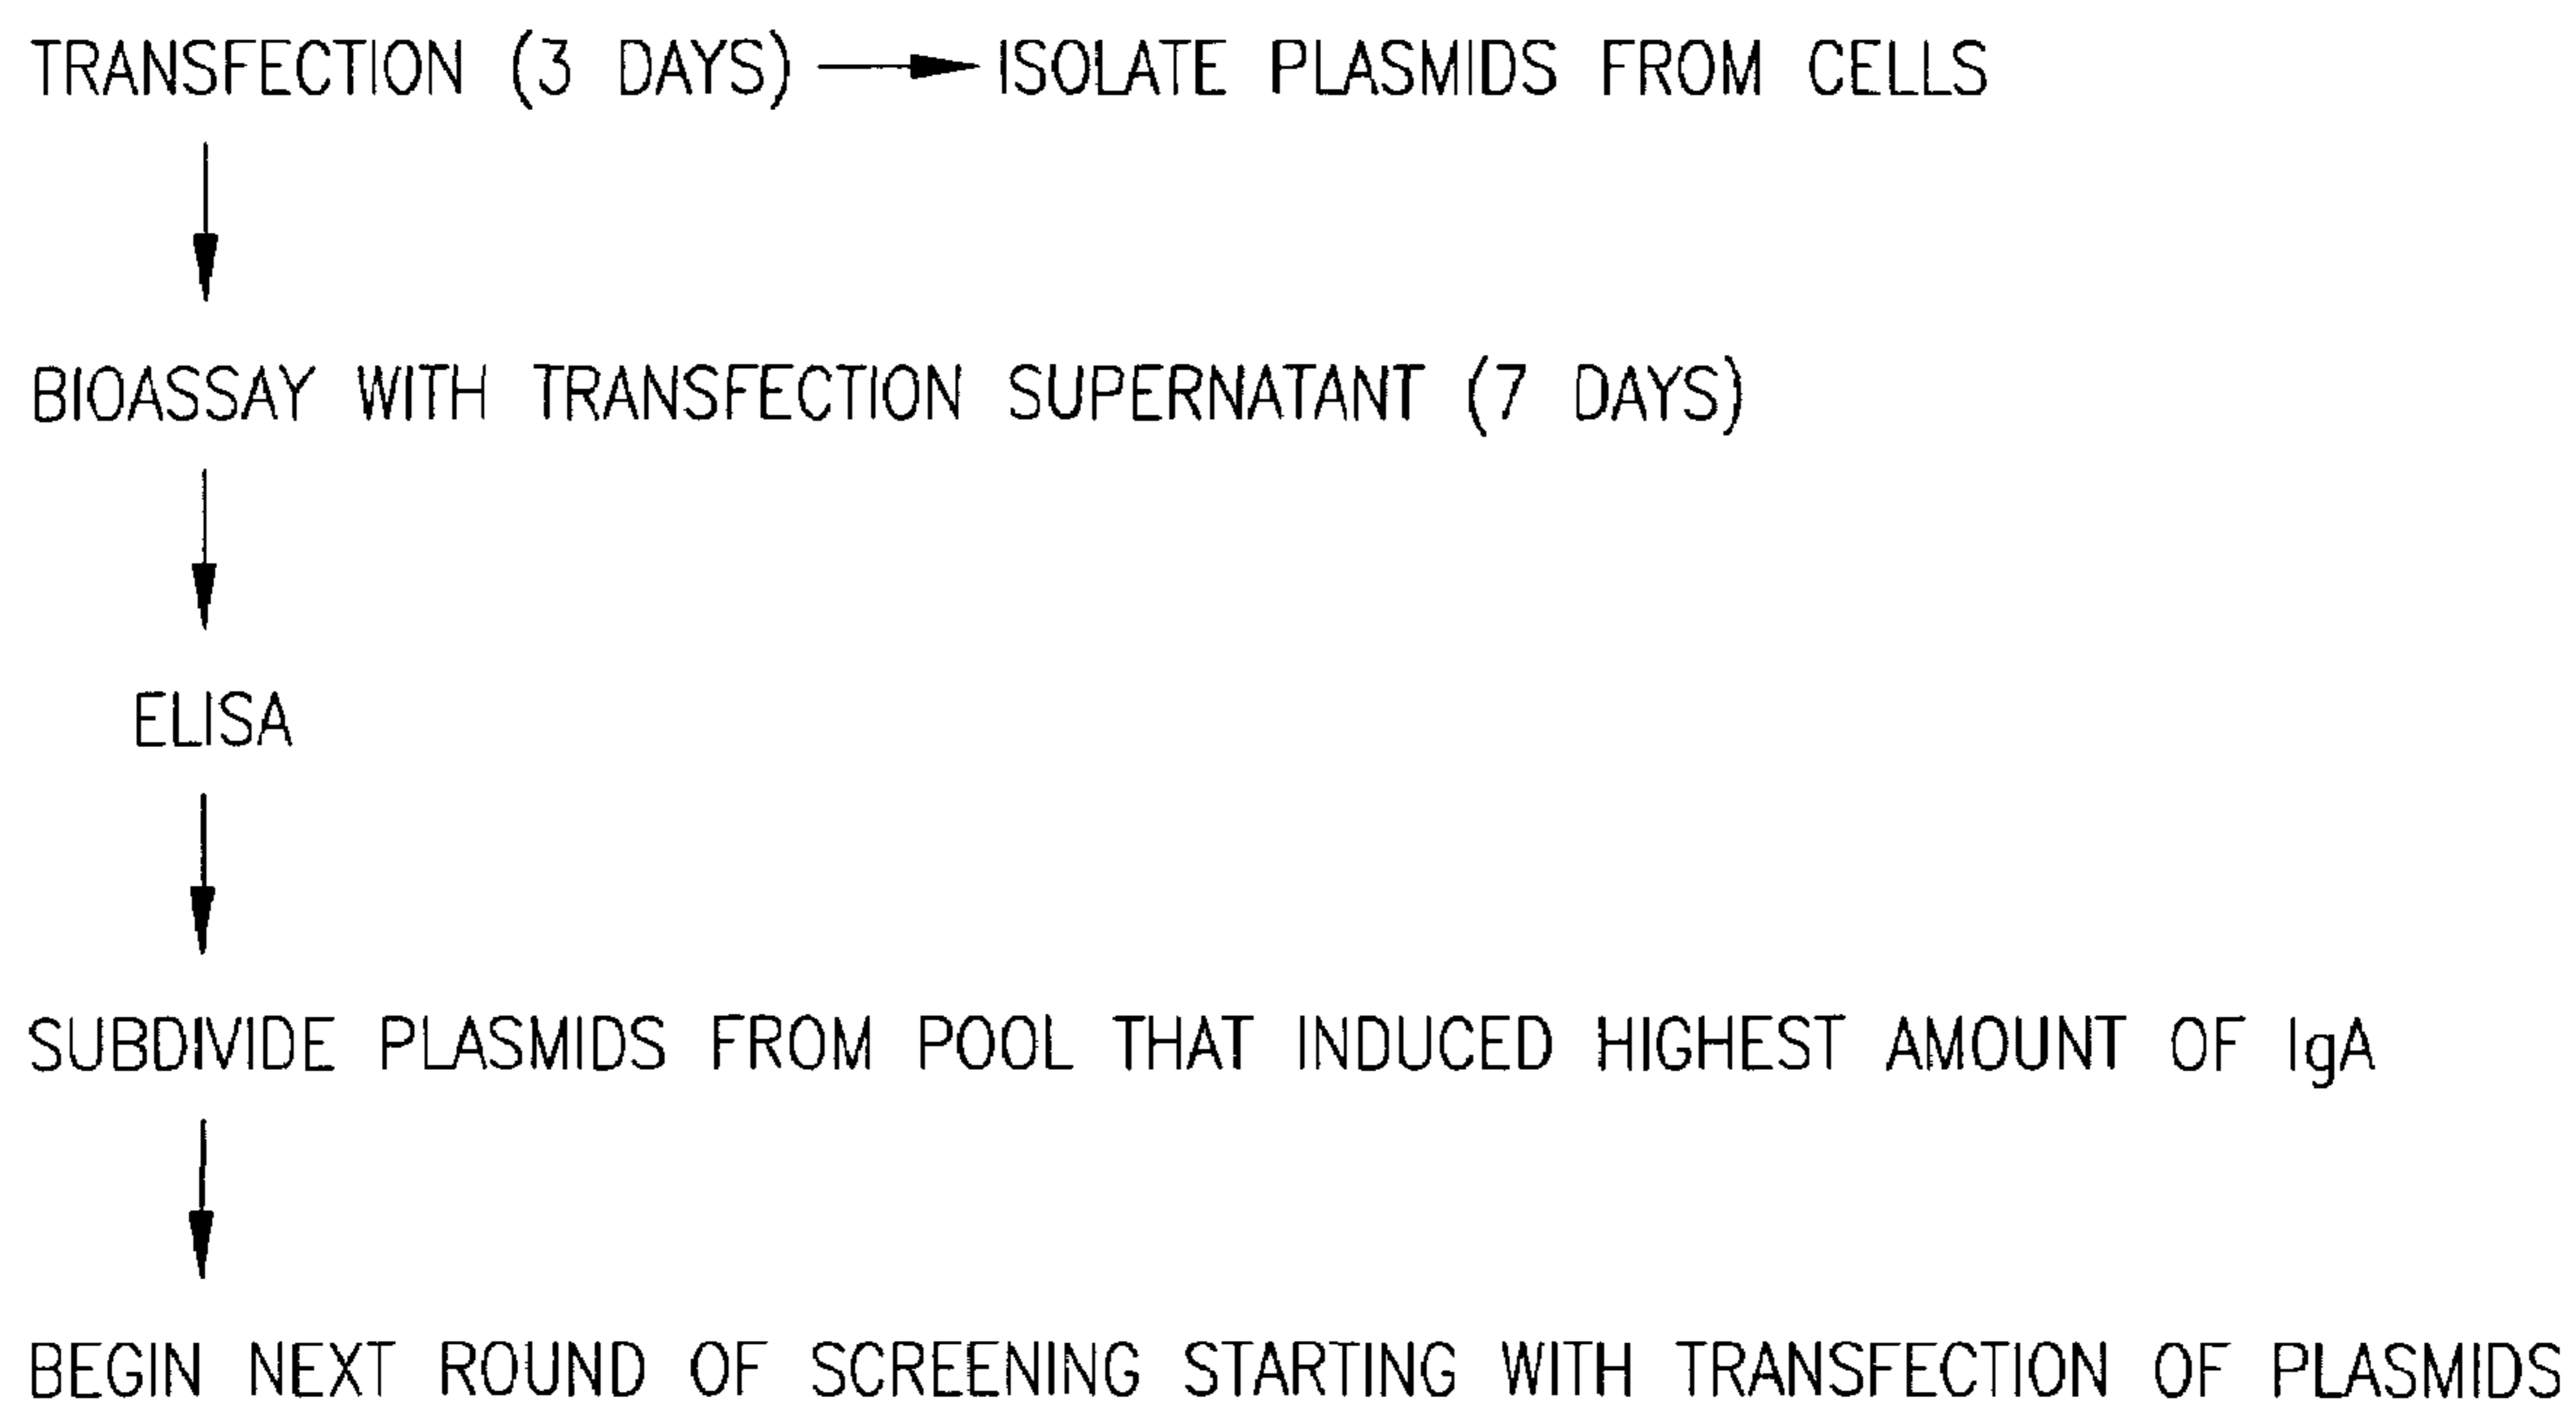 TRANSFECTION (3 DAYS) ISOLATE PLASMIDS FROM CELLS
BIOASSAY WITH TRANSFECTION SUPERNATANT (7 DAYS)
ELISA
SUBDIVIDE PLASMIDS FROM POOL THAT INDUCED HIGHEST AMOUNT OF IgA
BEGIN NEXT ROUND OF SCREENING STARTING WITH TRANSFECTION OF PLASMIDS